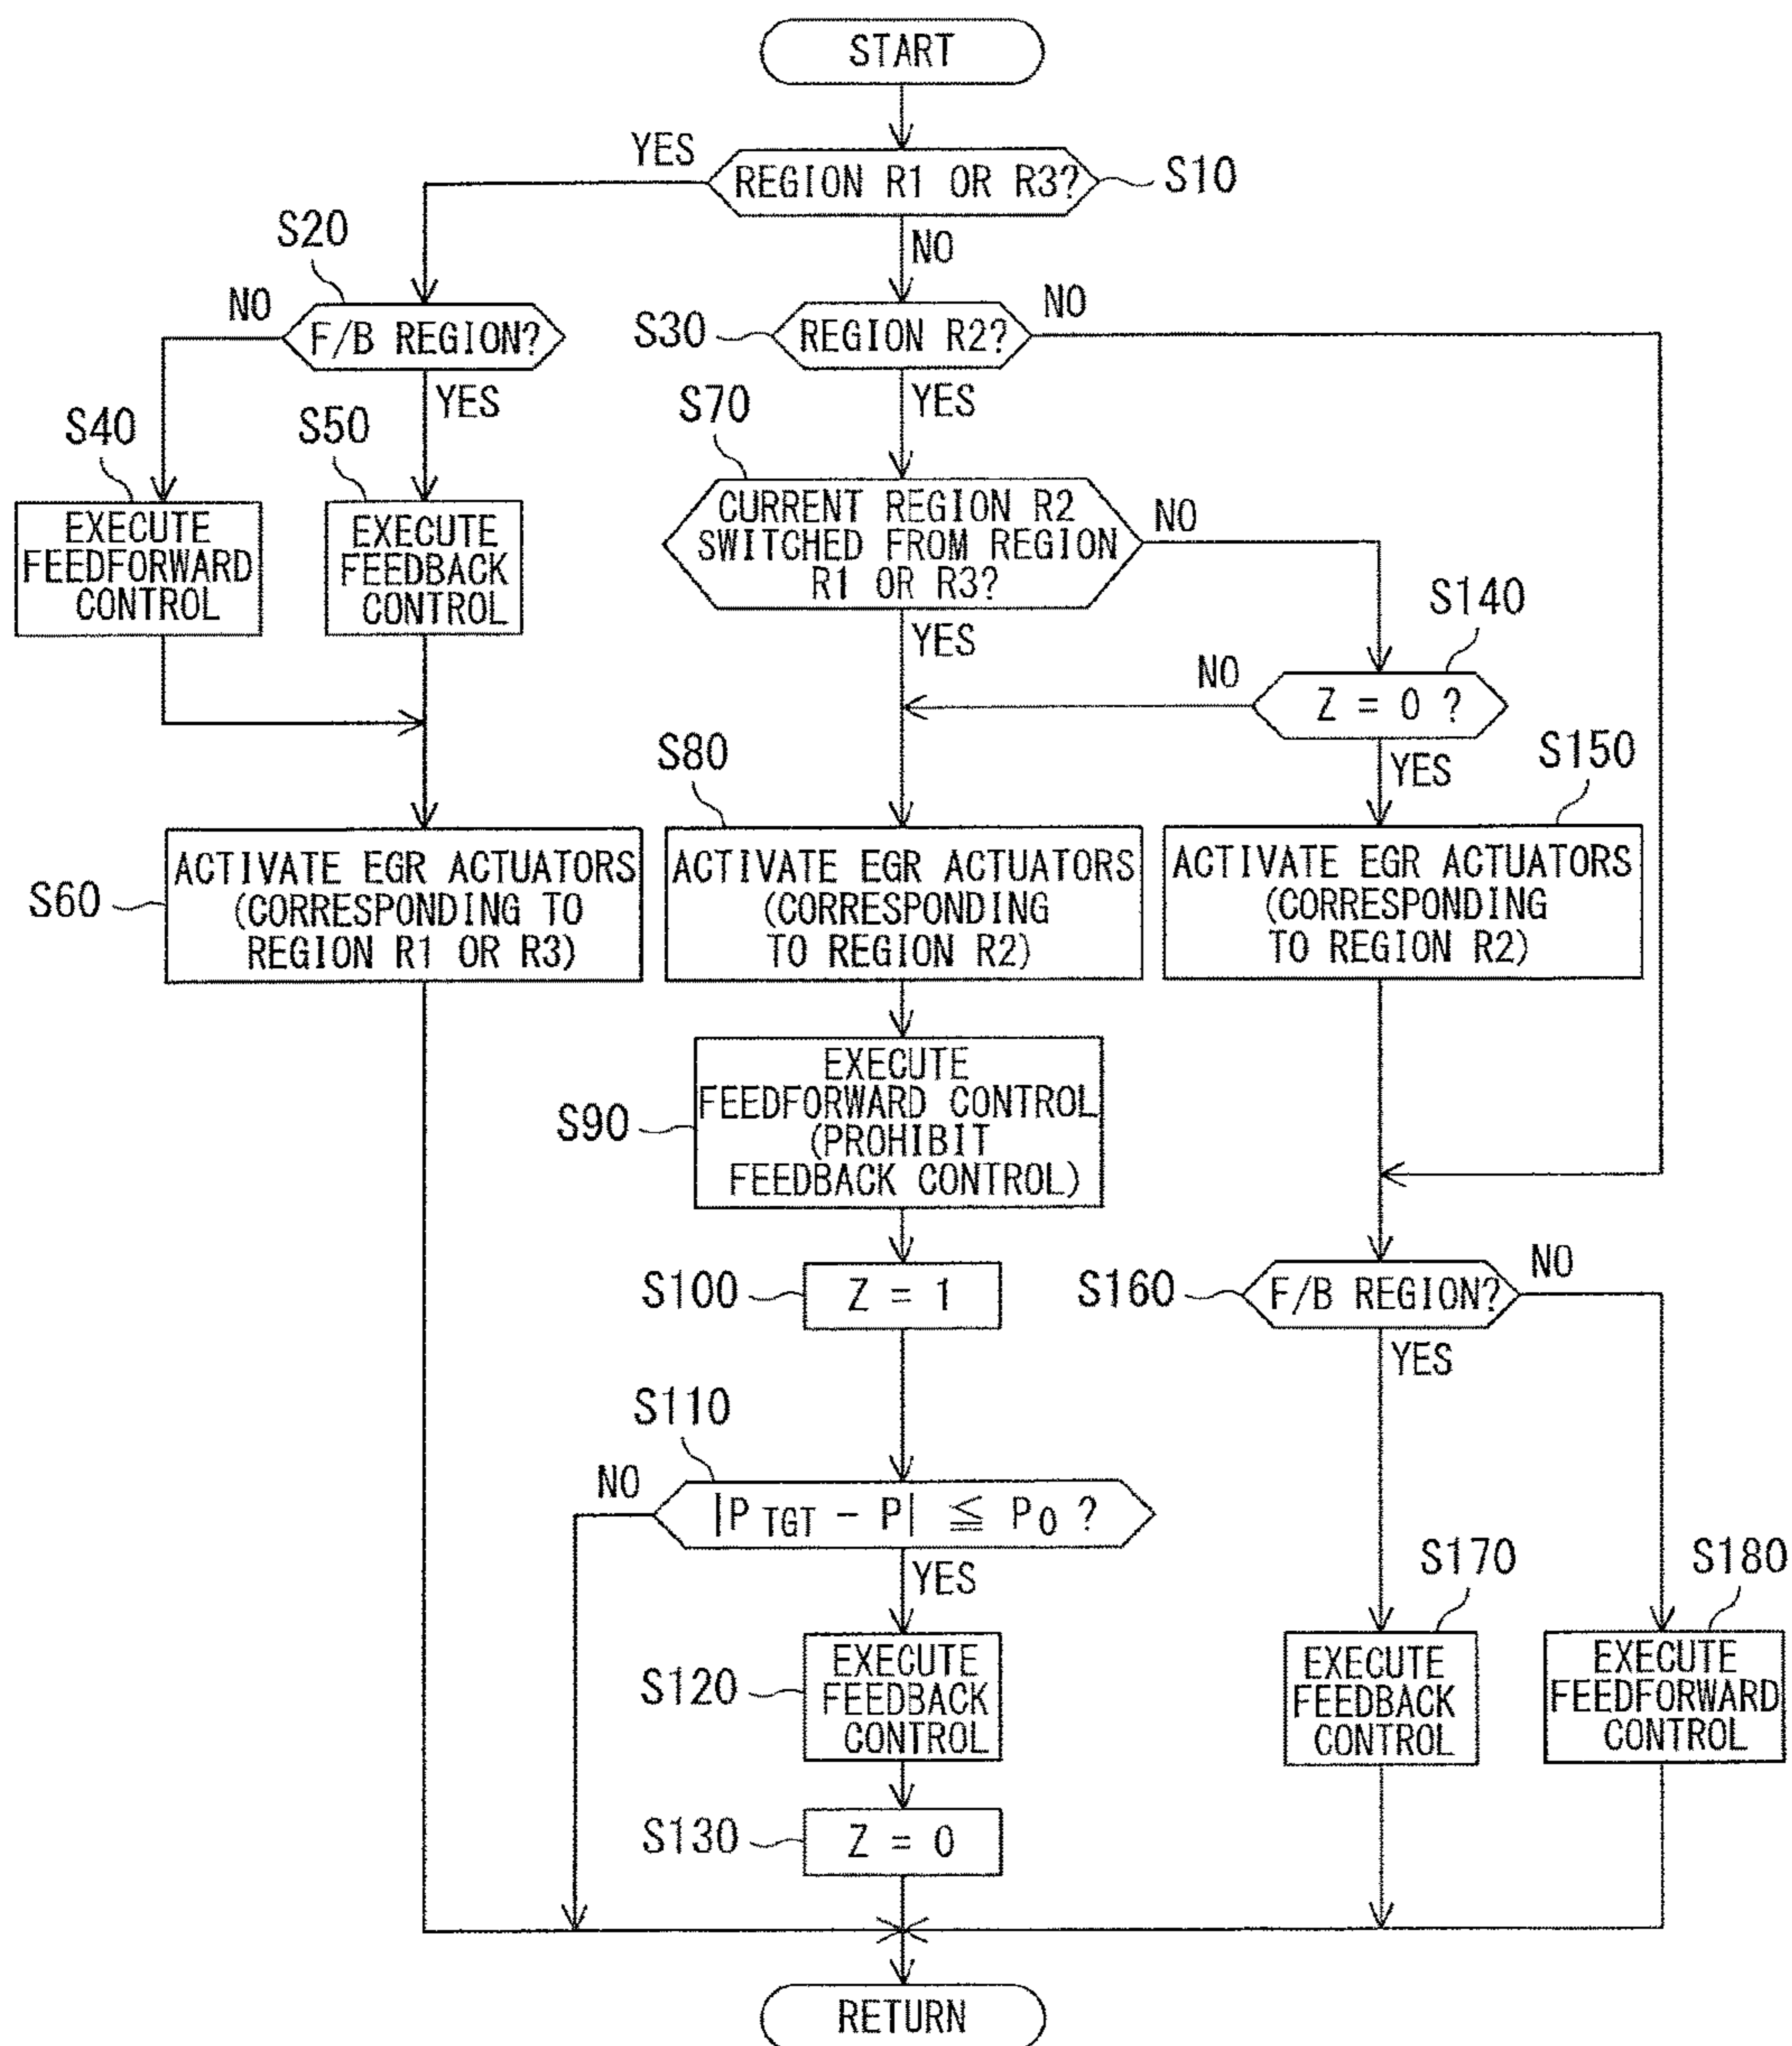 START
YES
REGION R1 OR R3?
S10
S20
NO
NO
F/B REGION?
S30
REGION R2?
NO
YES
YES
S40
S50
S70
EXECUTE
FEEDFORWARD
CONTROL
EXECUTE
FEEDBACK
CONTROL
CURRENT REGION R2
SWITCHED FROM REGION
R1 OR R3?
NO
YES
S140
NO
Z = 0 ?
YES
S60
ACTIVATE EGR ACTUATORS
(CORRESPONDING TO
REGION R1 OR R3)
S80
ACTIVATE EGR ACTUATORS
(CORRESPONDING
TO REGION R2)
S150
ACTIVATE EGR ACTUATORS
(CORRESPONDING
TO REGION R2)
S90
EXECUTE
FEEDFORWARD CONTROL
(PROHIBIT
FEEDBACK CONTROL)
S100
Z = 1
S160
F/B REGION?
NO
YES
S110
NO
|P TGT - P| ≦ P0 ?
YES
S120
EXECUTE
FEEDBACK
CONTROL
S170
EXECUTE
FEEDBACK
CONTROL
S180
EXECUTE
FEEDFORWARD
CONTROL
S130
Z = 0
RETURN